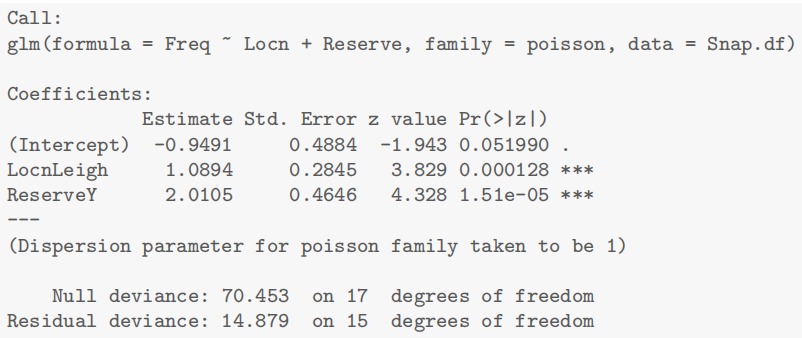 Call:
glm(formula = Freq ~ Locn + Reserve, family = poisson, data = Snap.df)
Coefficients:
Estimate Std. Error z value Pr(>|z|)
(Intercept) -0.9491 0.4884 -1.943 0.051990 .
LocnLeigh 1.0894 0.2845 3.829 0.000128 ***
ReserveY 2.0105 0.4646 4.328 1.51e-05 ***
---
(Dispersion parameter for poisson family taken to be 1)
Null deviance: 70.453 on 17 degrees of freedom
Residual deviance: 14.879 on 15 degrees of freedom